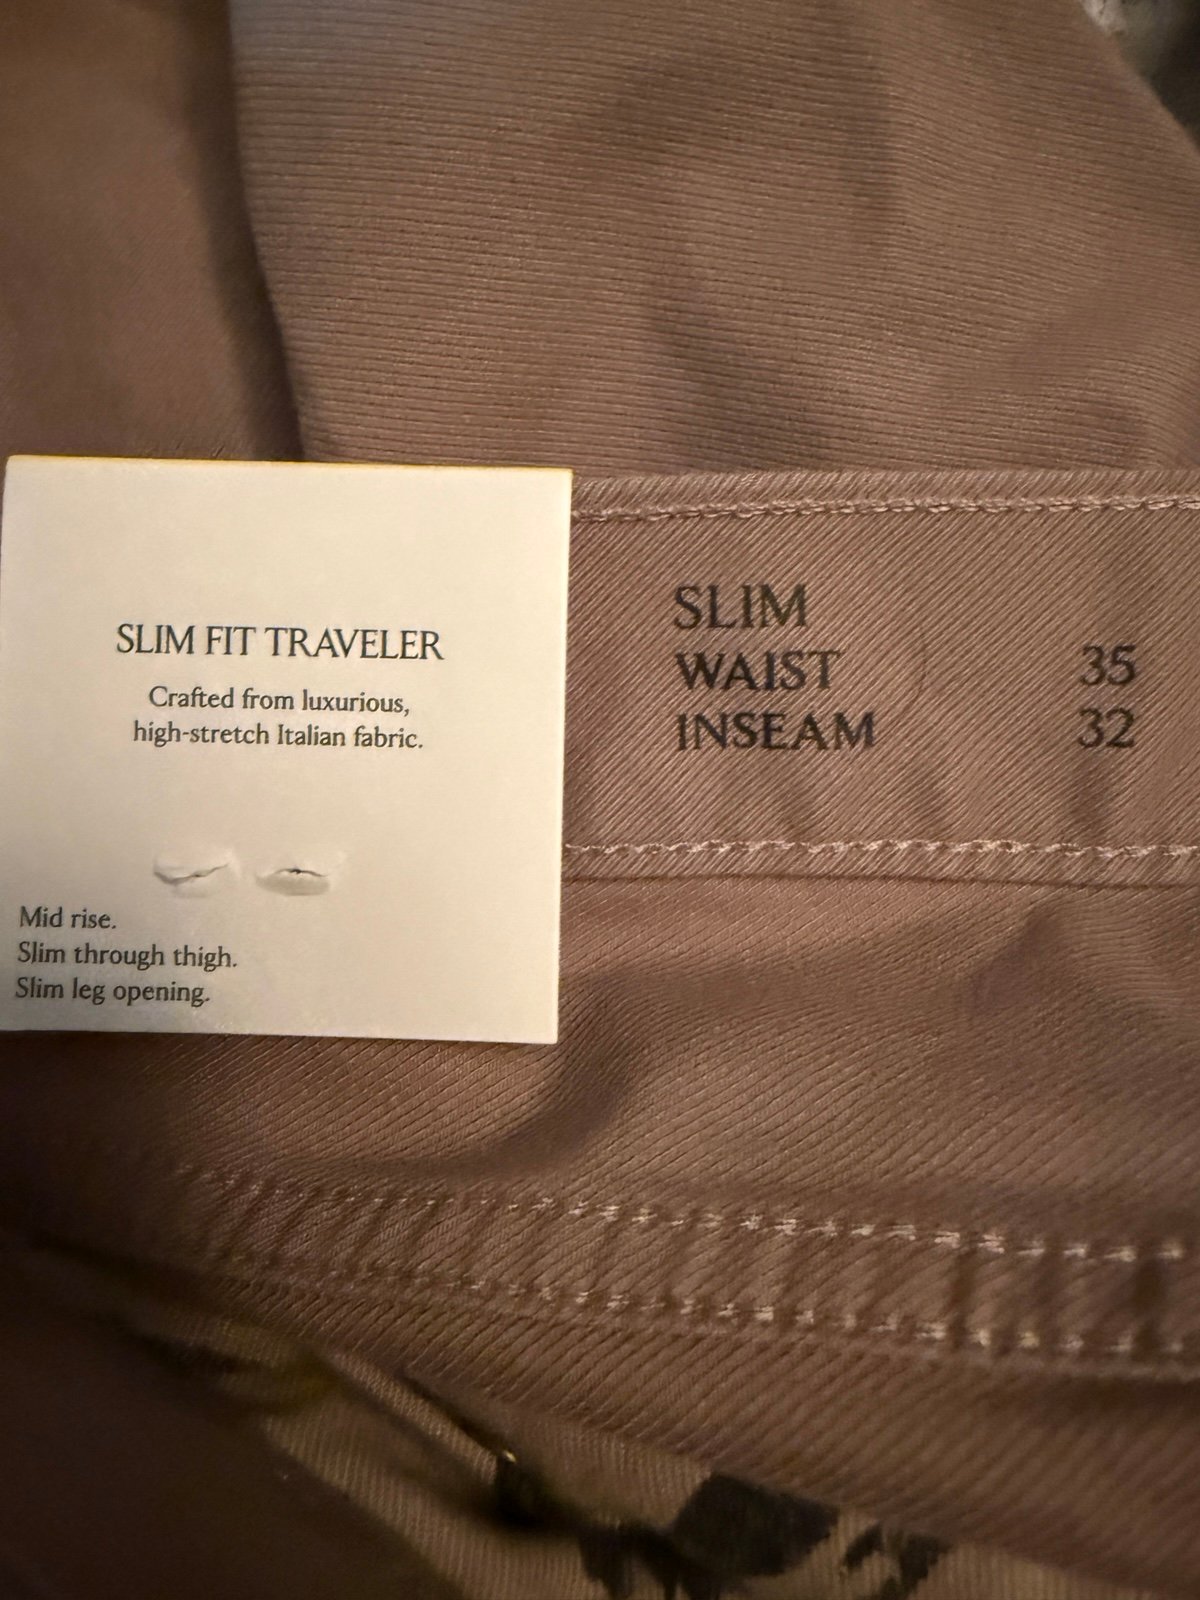 SLIM FIT TRAVELER
Crafted from luxurious,
high-stretch Italian fabric.
Mid rise.
Slim through thigh.
Slim leg opening.
SLIM
WAIST 35
INSEAM 32